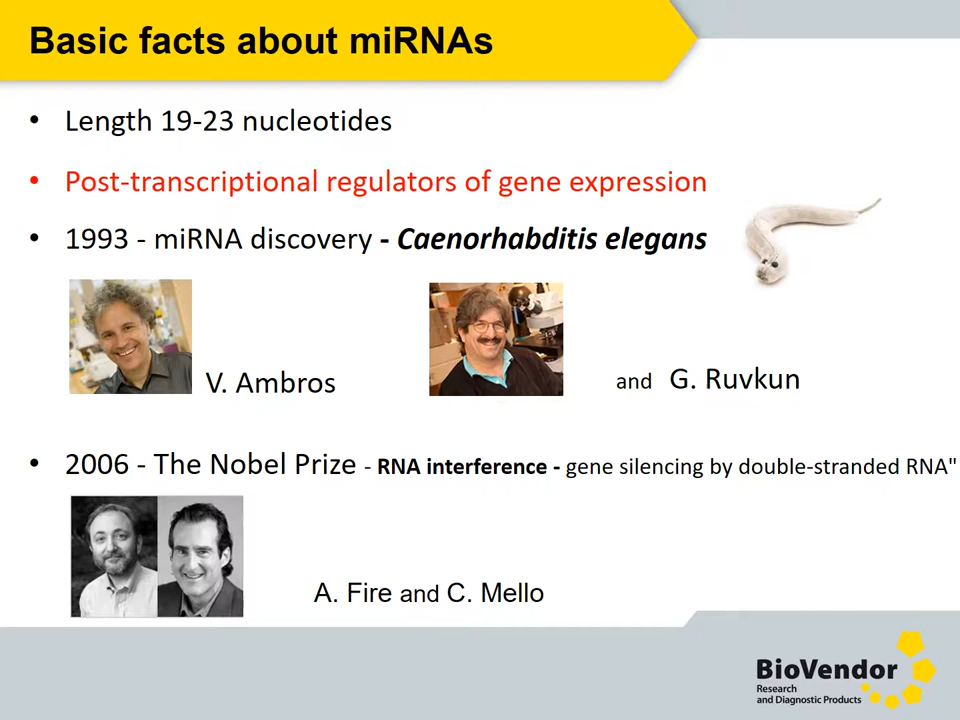 Basic facts about miRNAs
• Length 19-23 nucleotides
• Post-transcriptional regulators of gene expression
• 1993 - miRNA discovery - Caenorhabditis elegans
V. Ambros and G. Ruvkun
• 2006 - The Nobel Prize - RNA interference - gene silencing by double-stranded RNA"
A. Fire and C. Mello
BioVendor
Research
and Diagnostic Products